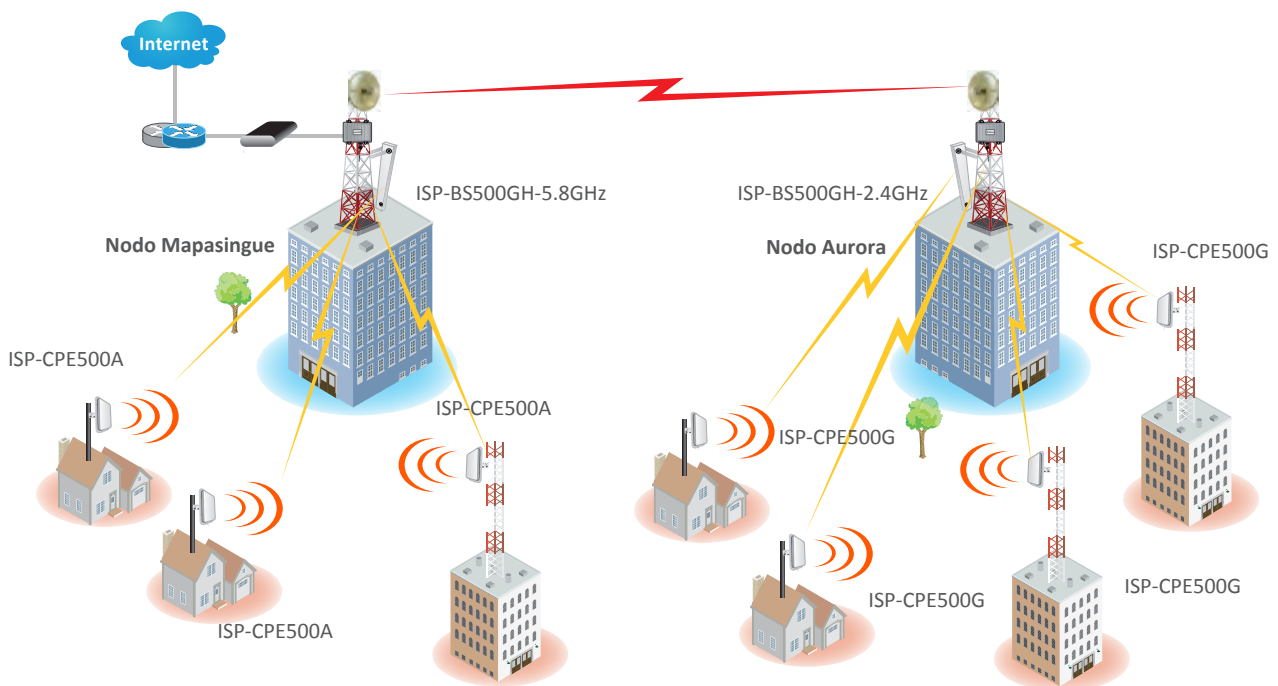 Internet
ISP-BS500GH-5.8GHz
ISP-BS500GH-2.4GHz
Nodo Mapasingue
Nodo Aurora
ISP-CPE500G
ISP-CPE500A
ISP-CPE500A
ISP-CPE500G
ISP-CPE500G
ISP-CPE500G
ISP-CPE500A